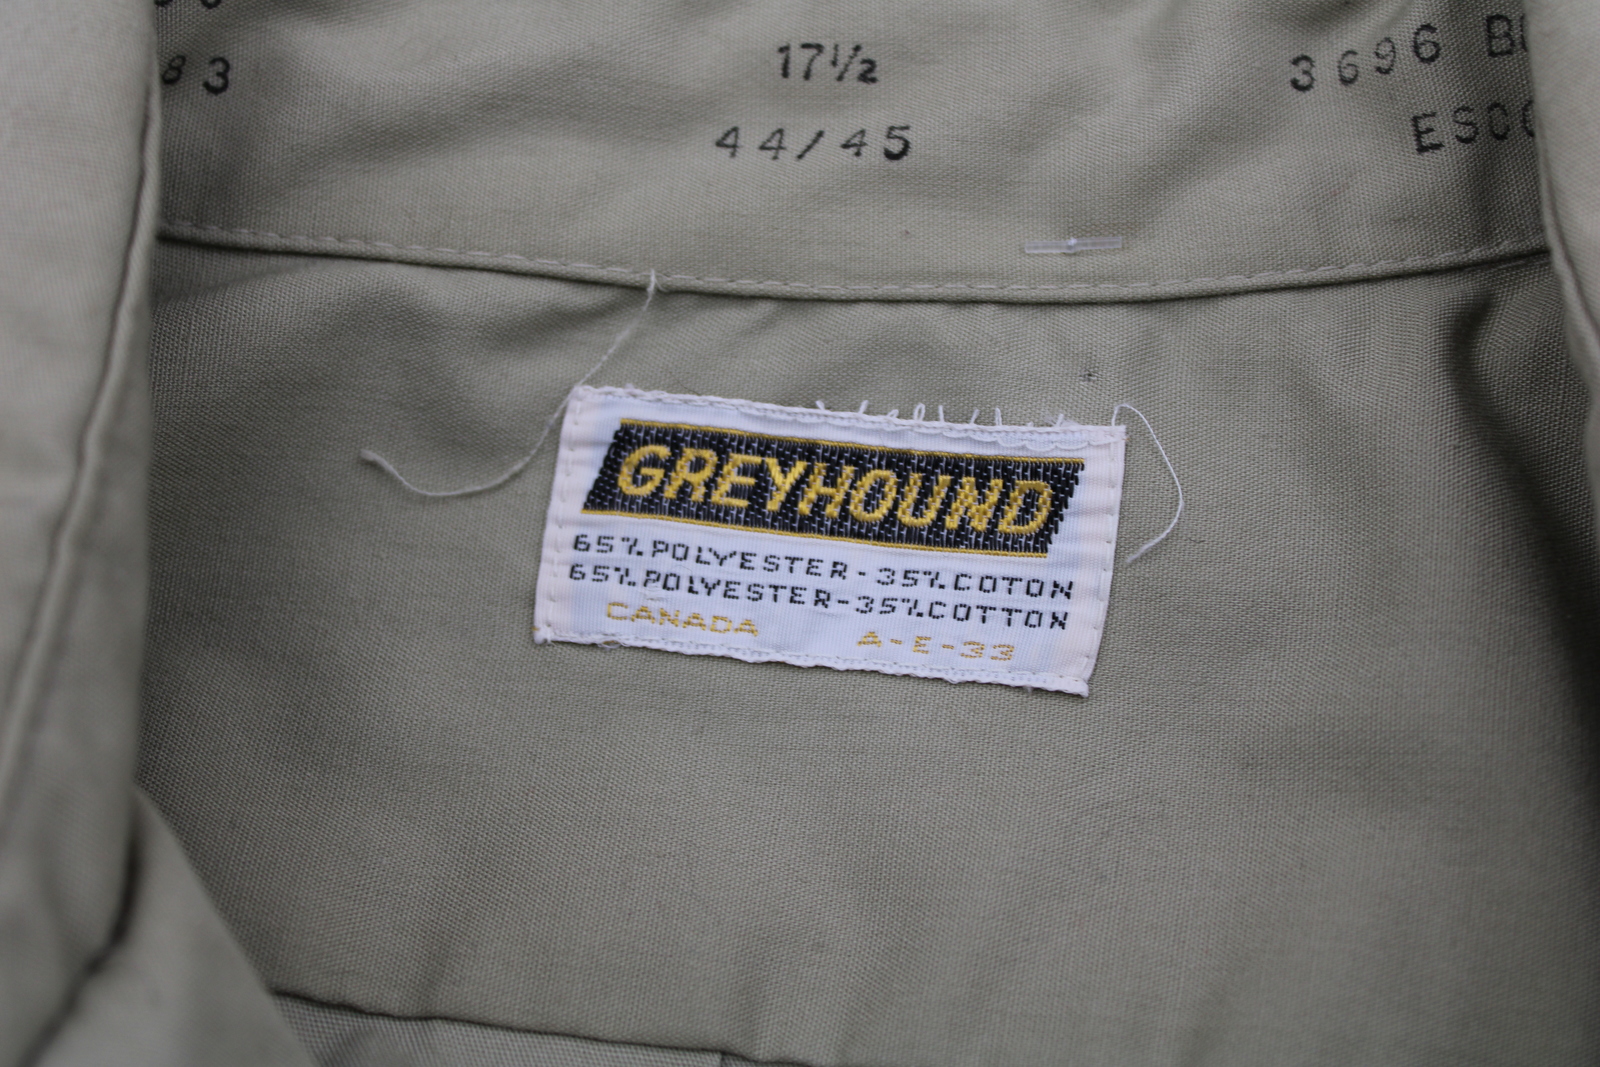 83
17½
44/45
3696
GREYHOUND
65% POLYESTER-35% COTON
65% POLYESTER-35% COTTON
CANADA A-E-33